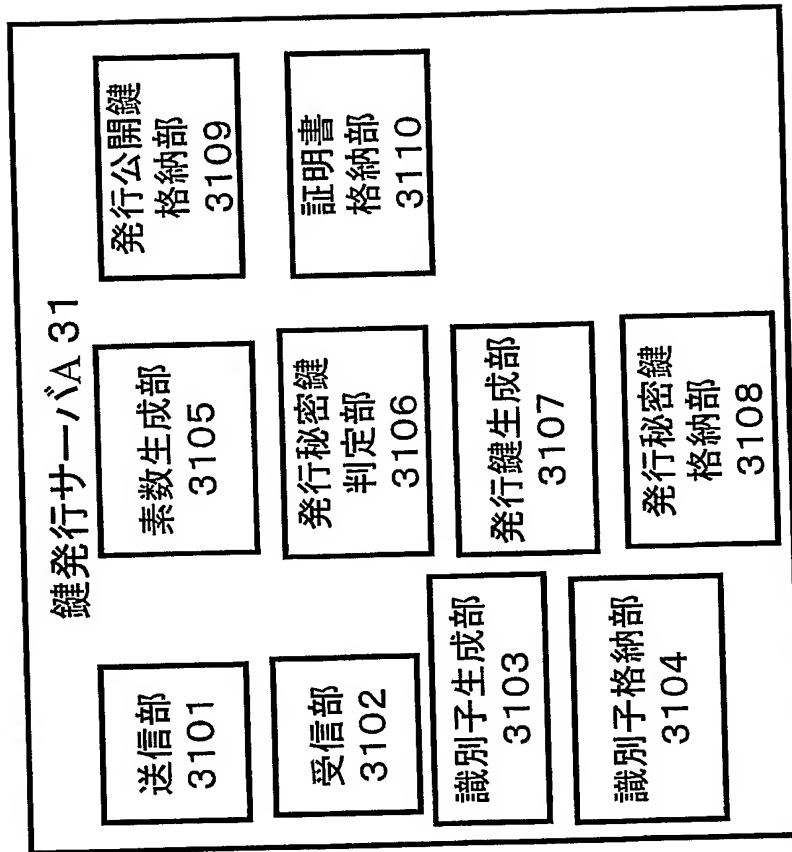 鍵発行サーバA 31
送信部
3101
受信部
3102
識別子生成部
3103
識別子格納部
3104
素数生成部
3105
発行秘密鍵
判定部
3106
発行鍵生成部
3107
発行秘密鍵
格納部
3108
発行公開鍵
格納部
3109
証明書
格納部
3110